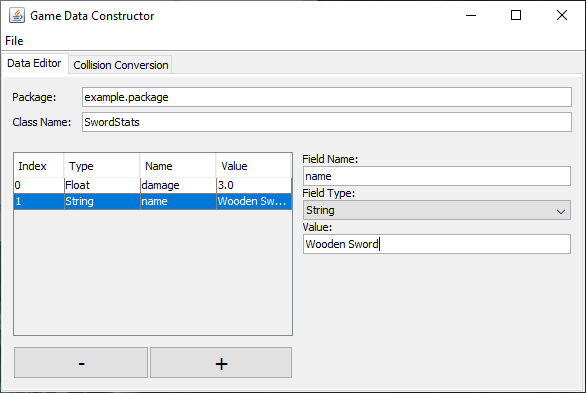 Game Data Constructor
File
Data Editor Collision Conversion
Package: example.package
Class Name: SwordStats
Index Type Name Value
0 Float damage 3.0
1 String name Wooden Sw...
Field Name:
name
Field Type:
String
Value:
Wooden Sword
- +